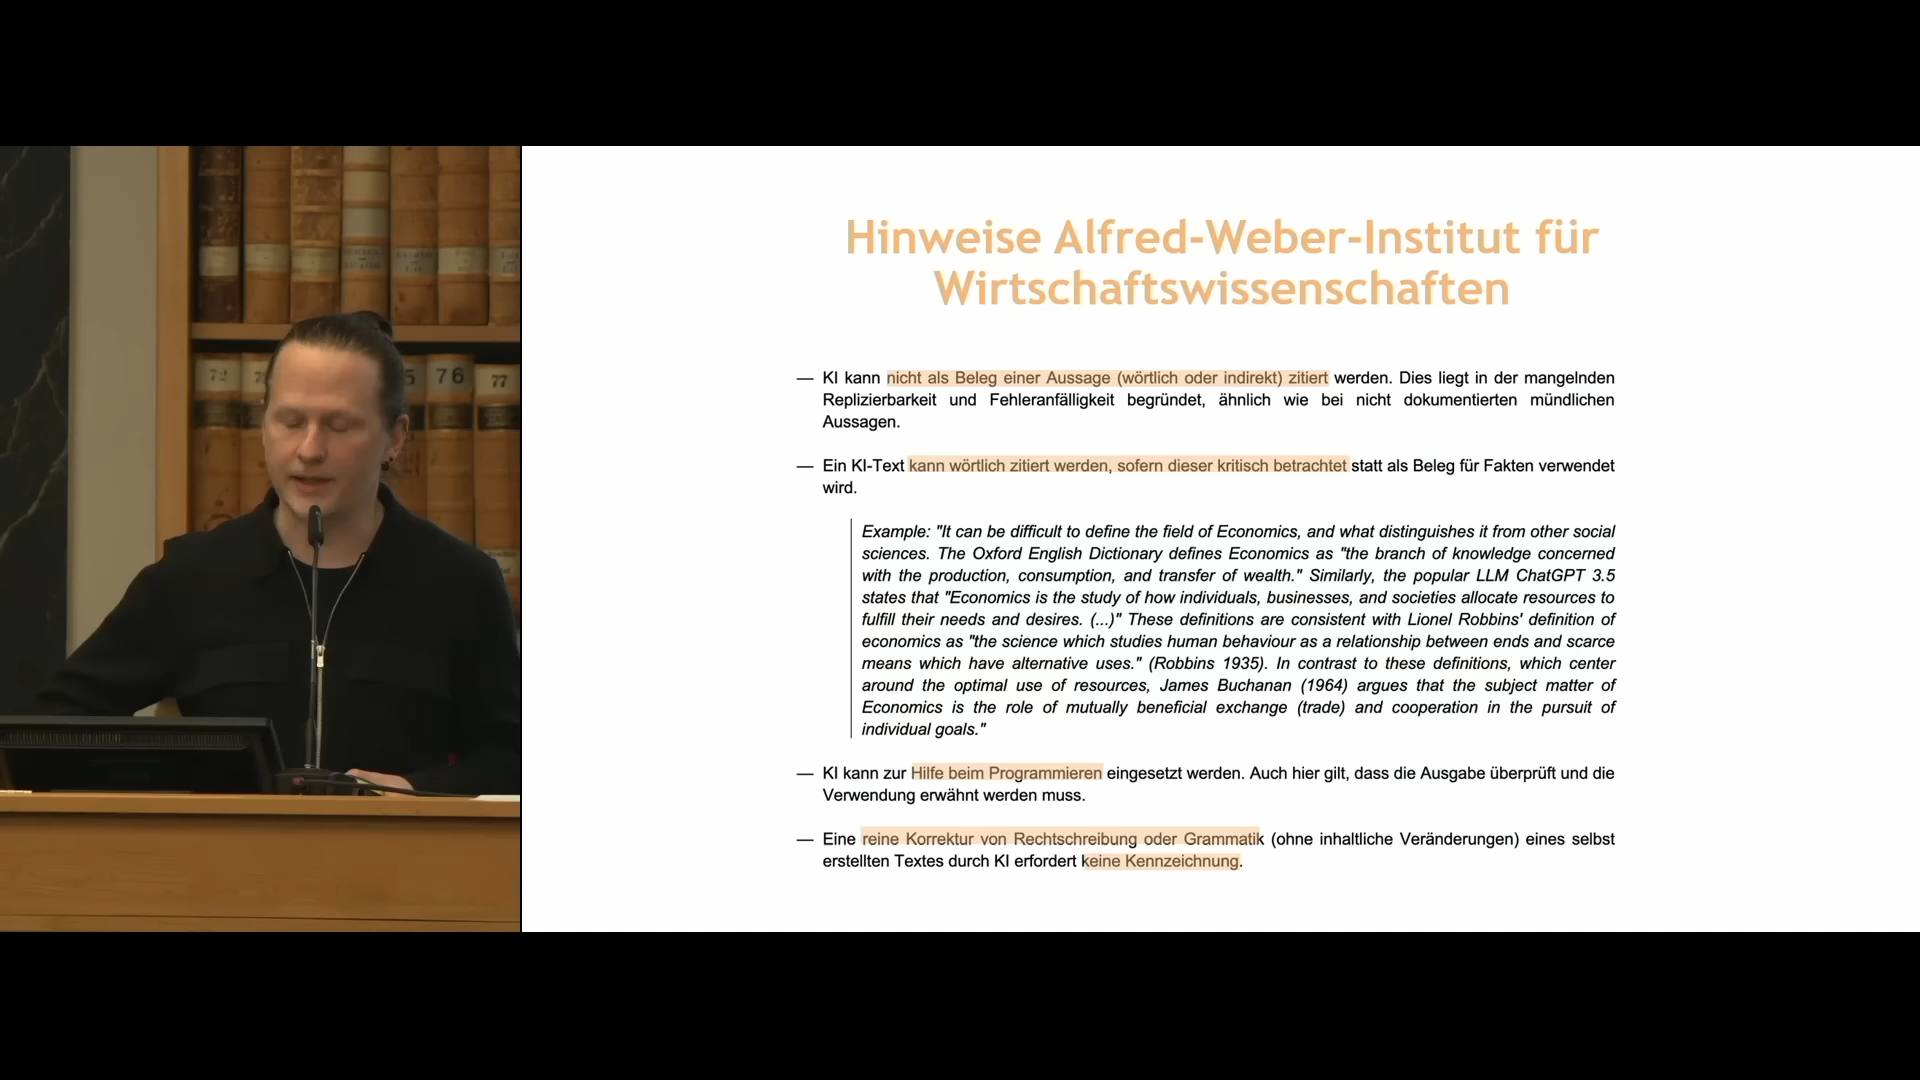 72
76
77
Hinweise Alfred-Weber-Institut für
Wirtschaftswissenschaften
— KI kann nicht als Beleg einer Aussage (wörtlich oder indirekt) zitiert werden. Dies liegt in der mangelnden
Replizierbarkeit und Fehleranfälligkeit begründet, ähnlich wie bei nicht dokumentierten mündlichen
Aussagen.
— Ein KI-Text kann wörtlich zitiert werden, sofern dieser kritisch betrachtet statt als Beleg für Fakten verwendet
wird.
Example: "It can be difficult to define the field of Economics, and what distinguishes it from other social
sciences. The Oxford English Dictionary defines Economics as "the branch of knowledge concerned
with the production, consumption, and transfer of wealth." Similarly, the popular LLM ChatGPT 3.5
states that "Economics is the study of how individuals, businesses, and societies allocate resources to
fulfill their needs and desires. (...)" These definitions are consistent with Lionel Robbins' definition of
economics as "the science which studies human behaviour as a relationship between ends and scarce
means which have alternative uses." (Robbins 1935). In contrast to these definitions, which center
around the optimal use of resources, James Buchanan (1964) argues that the subject matter of
Economics is the role of mutually beneficial exchange (trade) and cooperation in the pursuit of
individual goals."
— KI kann zur Hilfe beim Programmieren eingesetzt werden. Auch hier gilt, dass die Ausgabe überprüft und die
Verwendung erwähnt werden muss.
— Eine reine Korrektur von Rechtschreibung oder Grammatik (ohne inhaltliche Veränderungen) eines selbst
erstellten Textes durch KI erfordert keine Kennzeichnung.